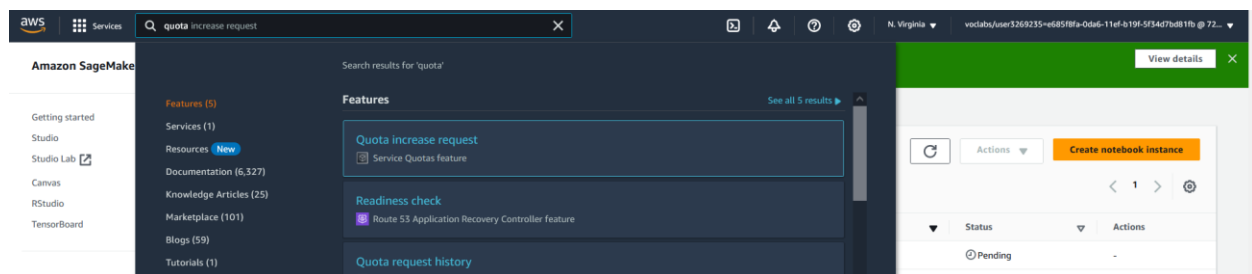 aws
Services
quota increase request
N. Virginia
voclabs/user3269235=e685f8fa-0da6-11ef-b19f-5f34d7bd81fb @ 72...
Amazon SageMake
Getting started
Studio
Studio Lab
Canvas
RStudio
TensorBoard
Search results for 'quota'
Features (5)
Services (1)
Resources New
Documentation (6,327)
Knowledge Articles (25)
Marketplace (101)
Blogs (59)
Tutorials (1)
Features
See all 5 results
Quota increase request
Service Quotas feature
Readiness check
Route 53 Application Recovery Controller feature
Quota request history
View details
Actions
Create notebook instance
1
Status
Actions
Pending
-